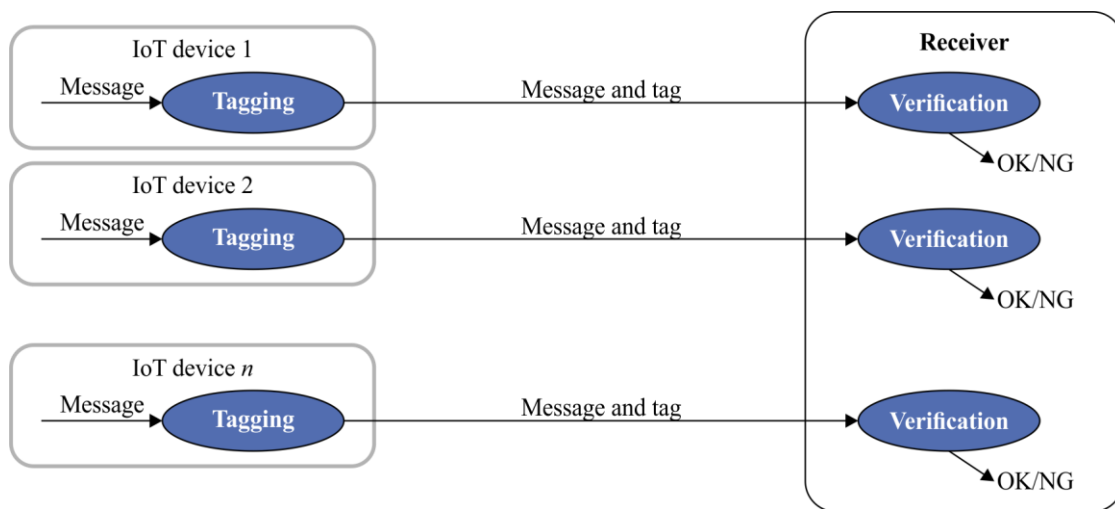 IoT device 1
Receiver
Message
Tagging
Message and tag
Verification
OK/NG
IoT device 2
Message
Tagging
Message and tag
Verification
OK/NG
IoT device n
Message
Tagging
Message and tag
Verification
OK/NG